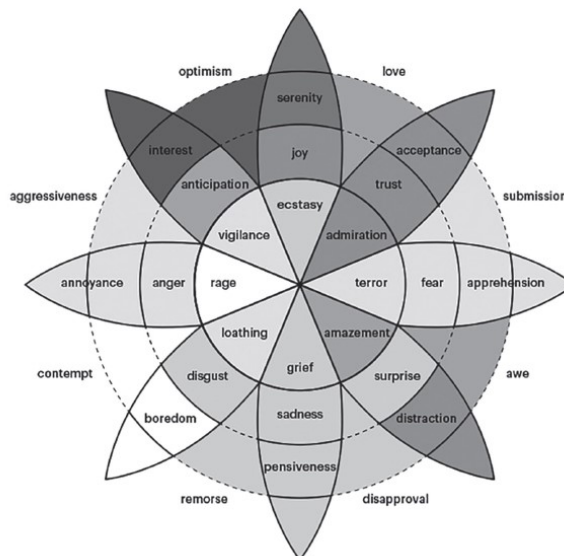 optimism love
serenity
interest joy acceptance
anticipation trust
aggressiveness ecstasy submission
vigilance admiration
annoyance anger rage terror fear apprehension
loathing amazement
contempt disgust grief surprise awe
boredom sadness distraction
pensiveness
remorse disapproval